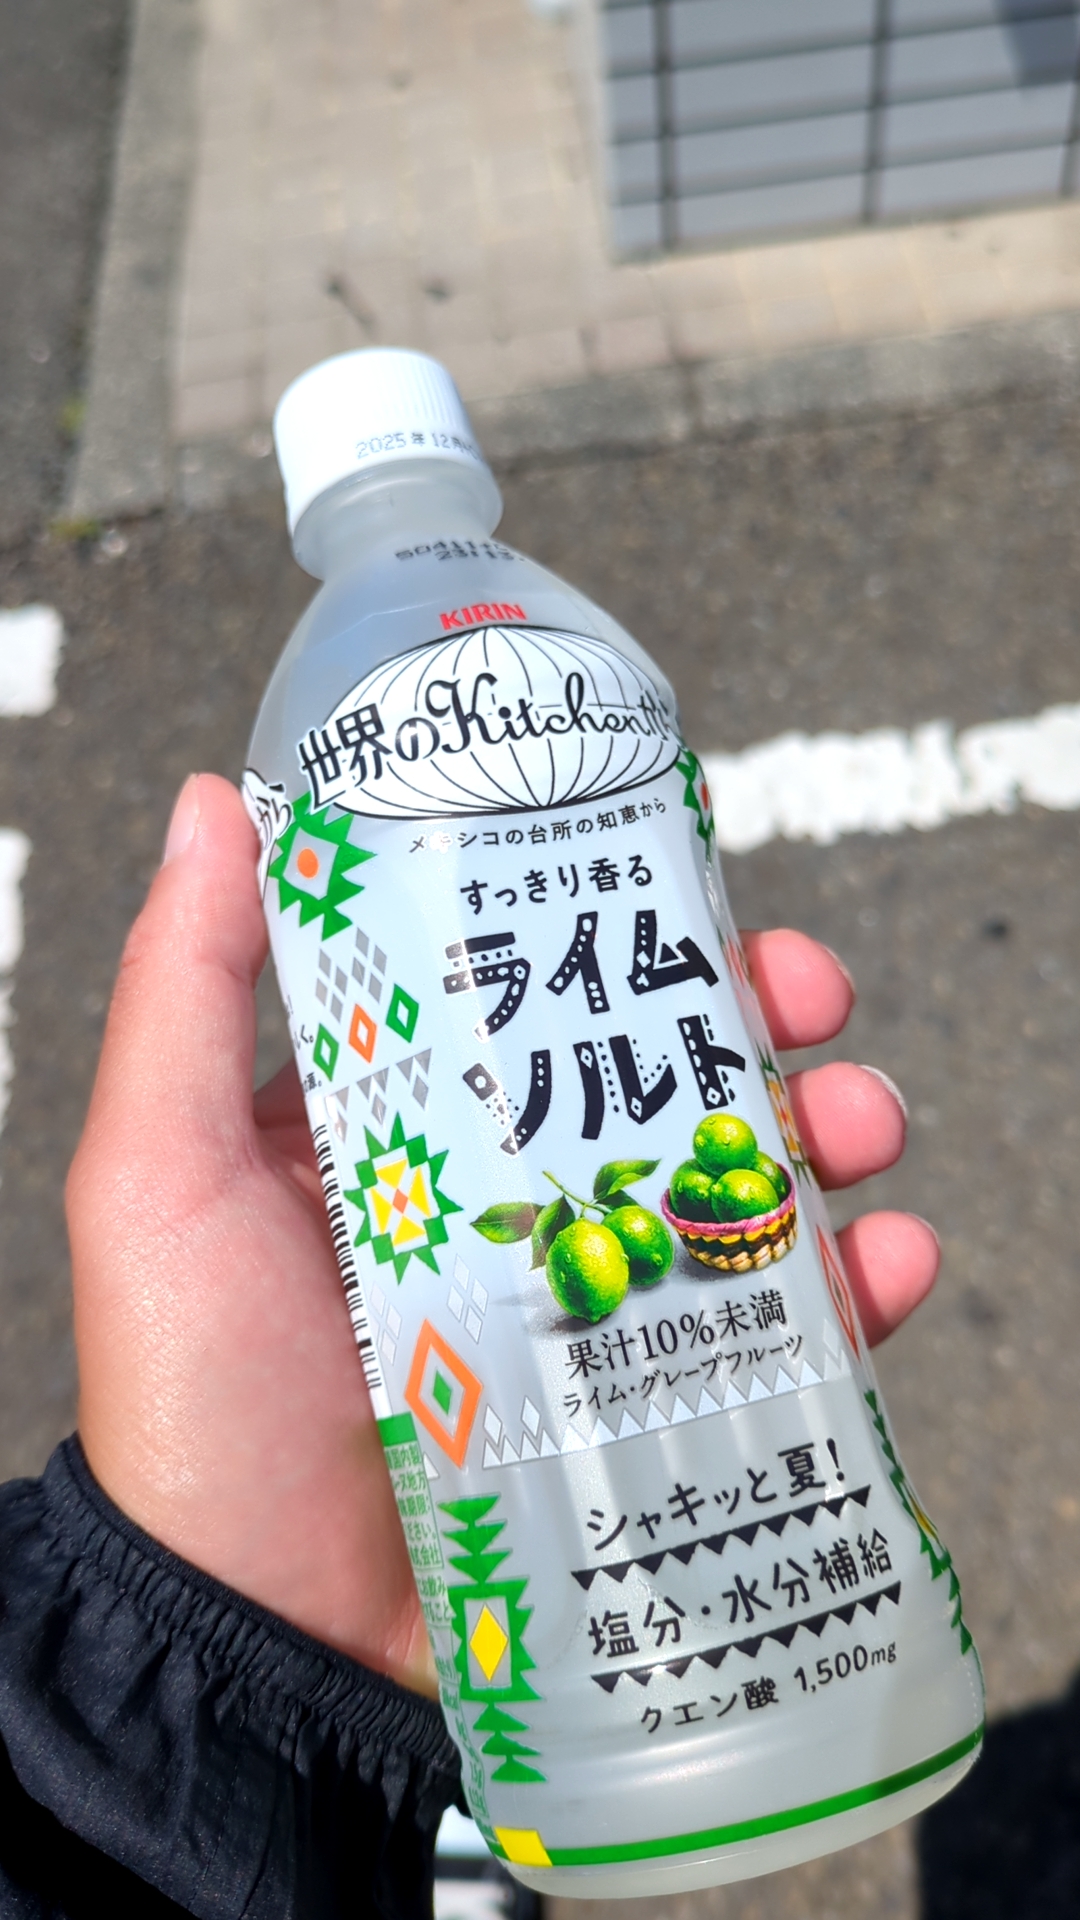 2025年12月
KIRIN
世界のKitchenから
から
メキシコの台所の知恵から
すっきり香る
ライム
ソルト
果汁10%未満
ライム・グレープフルーツ
シャキッと夏!
塩分・水分補給
クエン酸 1,500mg